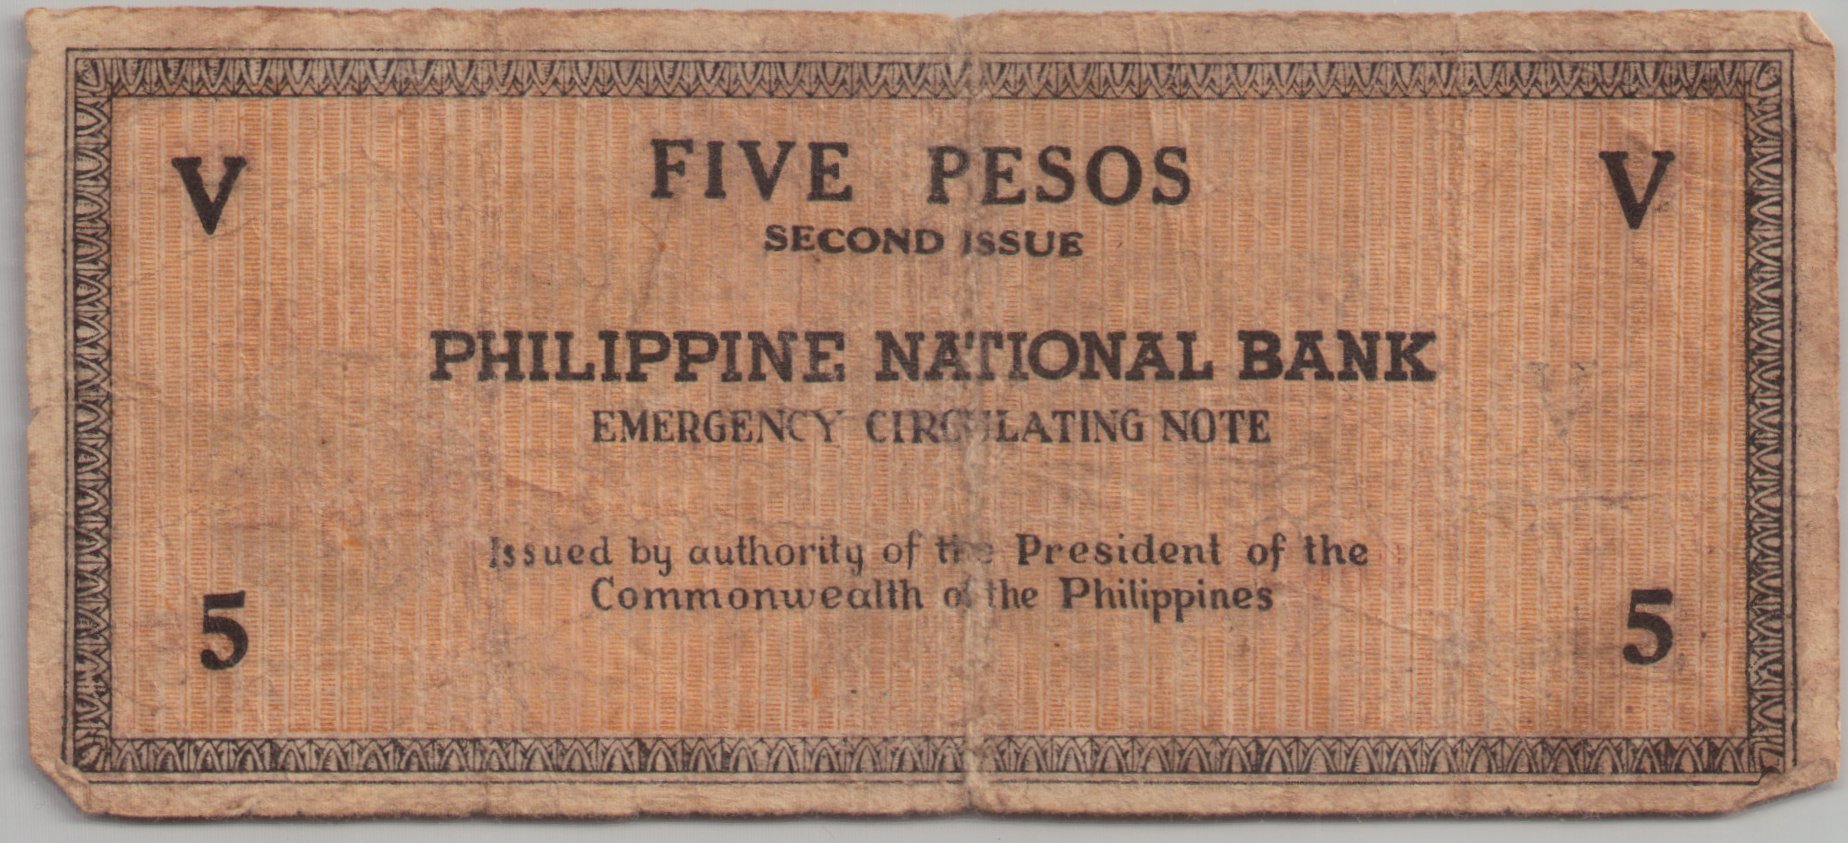 FIVE PESOS
V V
SECOND ISSUE
PHILIPPINE NATIONAL BANK
EMERGENCY CIRCULATING NOTE
Issued by authority of the President of the
Commonwealth of the Philippines
5 5